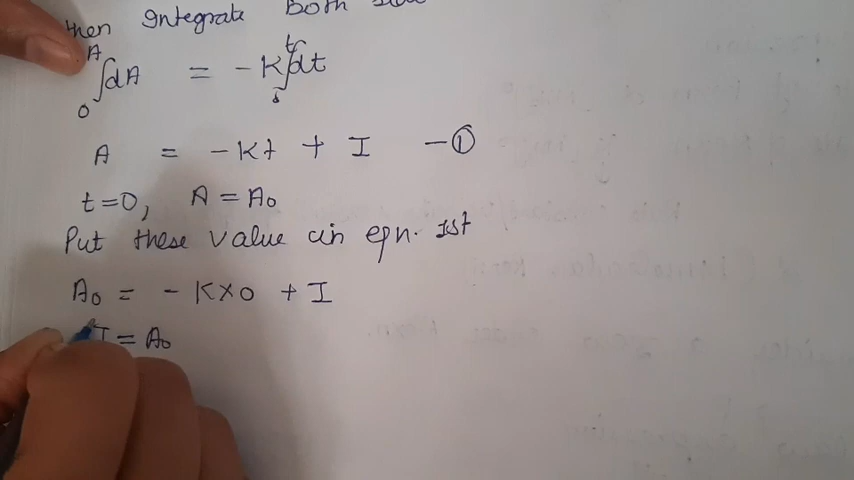 then Integrate Both
∫₀ᴬ dA = -K ∫₀ᵗ dt
A = -Kt + I -①
t=0, A = A₀
Put these value in eqn. 1st
A₀ = - K×0 + I
I = A₀